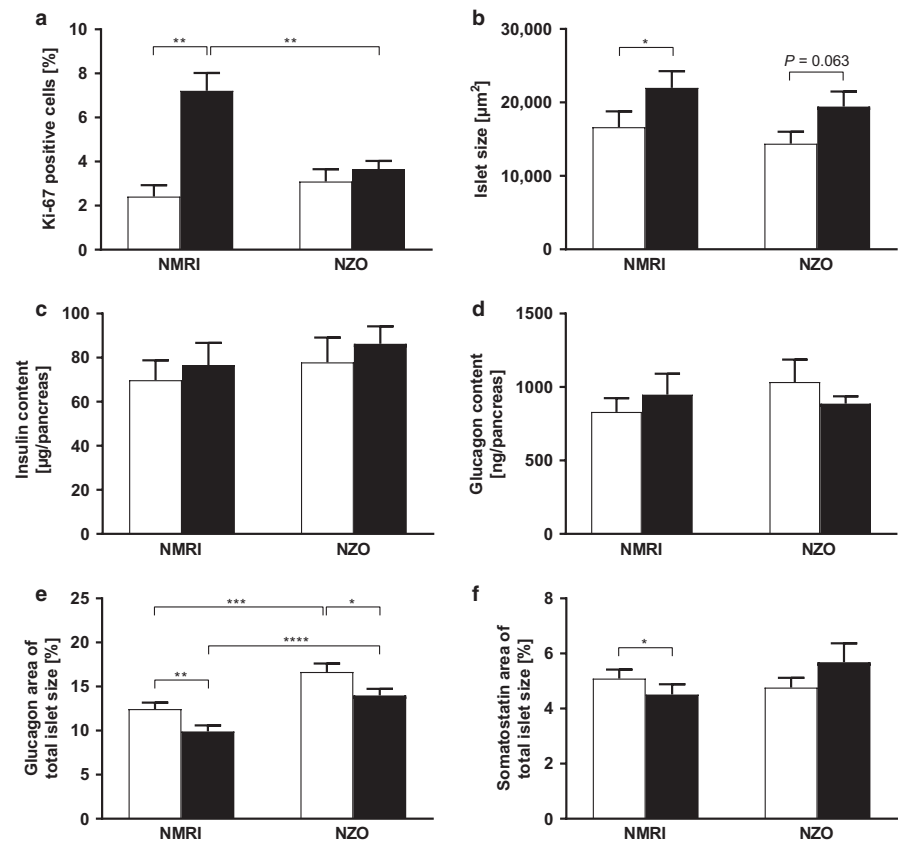 a
Ki-67 positive cells [%]
10
8
6
4
2
0
**
**
NMRI
NZO
b
Islet size [µm²]
30,000
20,000
10,000
0
*
P = 0.063
NMRI
NZO
c
Insulin content
[µg/pancreas]
100
80
60
40
20
0
NMRI
NZO
d
Glucagon content
[ng/pancreas]
1500
1000
500
0
NMRI
NZO
e
Glucagon area of
total islet size [%]
25
20
15
10
5
0
***
*
****
**
NMRI
NZO
f
Somatostatin area of
total islet size [%]
8
6
4
2
0
*
NMRI
NZO